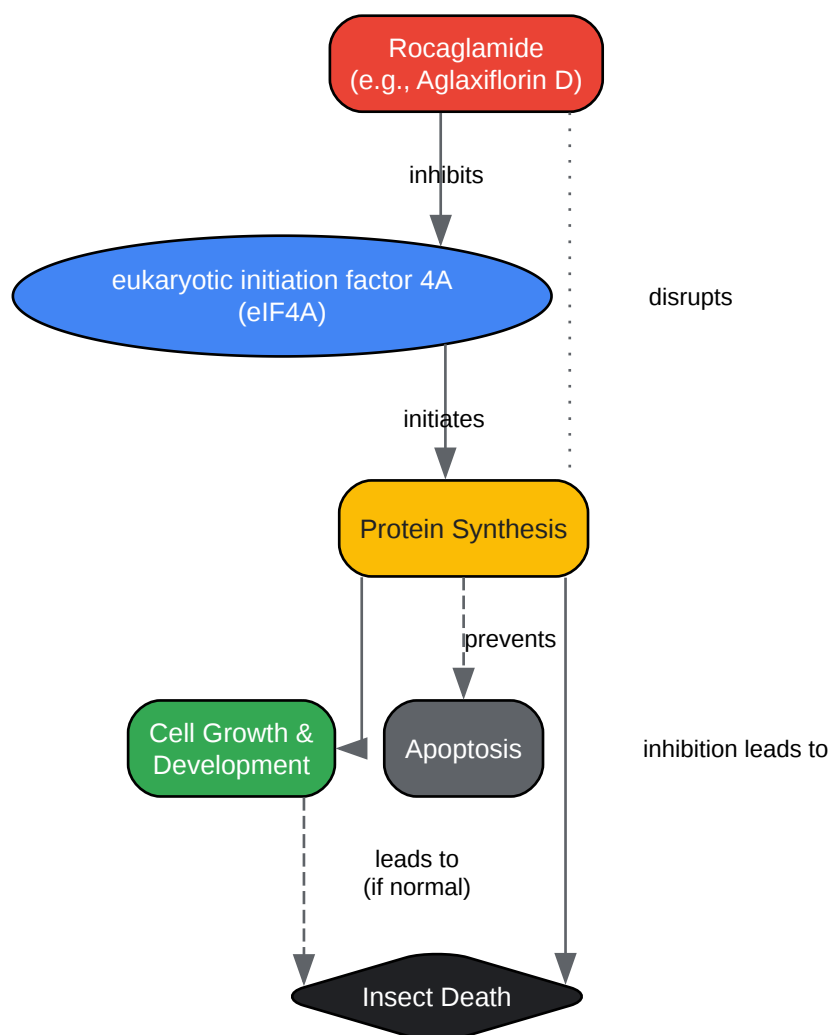 Rocaglamide
(e.g., Aglaxiflorin D)
inhibits
eukaryotic initiation factor 4A
(eIF4A)
disrupts
initiates
Protein Synthesis
prevents
Cell Growth &
Development
Apoptosis
inhibition leads to
leads to
(if normal)
Insect Death